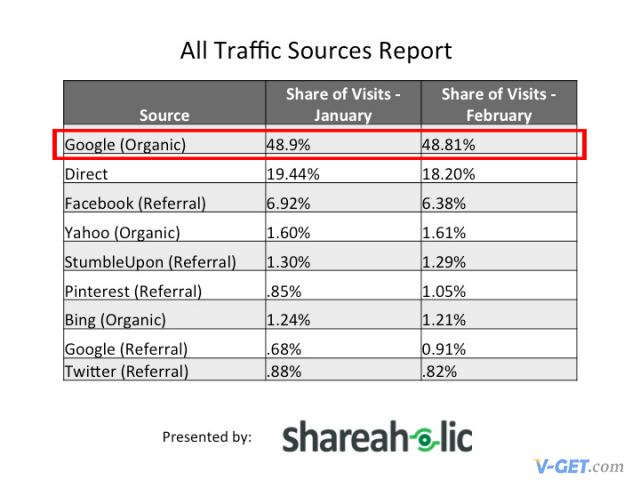 All Traffic Sources Report
Source Share of Visits - January Share of Visits - February
Google (Organic) 48.9% 48.81%
Direct 19.44% 18.20%
Facebook (Referral) 6.92% 6.38%
Yahoo (Organic) 1.60% 1.61%
StumbleUpon (Referral) 1.30% 1.29%
Pinterest (Referral) .85% 1.05%
Bing (Organic) 1.24% 1.21%
Google (Referral) .68% 0.91%
Twitter (Referral) .88% .82%
Presented by: shareaholic
V-GET.com